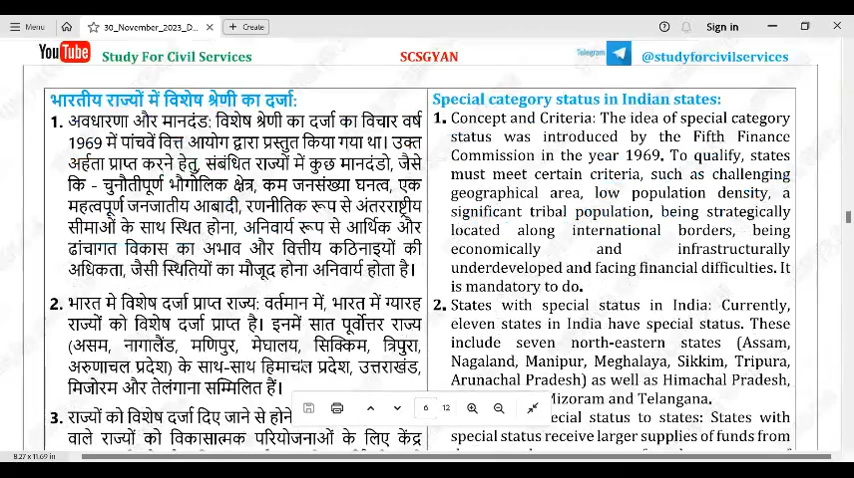 Menu
30_November_2023_D...
Create
Sign in
YouTube
Study For Civil Services
SCSGYAN
Telegram
@studyforcivilservices
भारतीय राज्यों में विशेष श्रेणी का दर्जा:
1. अवधारणा और मानदंड: विशेष श्रेणी का दर्जा का विचार वर्ष
1969 में पांचवें वित्त आयोग द्वारा प्रस्तुत किया गया था। उक्त
अर्हता प्राप्त करने हेतु, संबंधित राज्यों में कुछ मानदंडो, जैसे
कि - चुनौतीपूर्ण भौगोलिक क्षेत्र, कम जनसंख्या घनत्व, एक
महत्वपूर्ण जनजातीय आबादी, रणनीतिक रूप से अंतरराष्ट्रीय
सीमाओं के साथ स्थित होना, अनिवार्य रूप से आर्थिक और
ढांचागत विकास का अभाव और वित्तीय कठिनाइयों की
अधिकता, जैसी स्थितियों का मौजूद होना अनिवार्य होता है।
2. भारत मे विशेष दर्जा प्राप्त राज्य: वर्तमान में, भारत में ग्यारह
राज्यों को विशेष दर्जा प्राप्त है। इनमें सात पूर्वोत्तर राज्य
(असम, नागालैंड, मणिपुर, मेघालय, सिक्किम, त्रिपुरा,
अरुणाचल प्रदेश) के साथ-साथ हिमाचल प्रदेश, उत्तराखंड,
मिजोरम और तेलंगाना सम्मिलित हैं।
3. राज्यों को विशेष दर्जा दिए जाने से होने
वाले राज्यों को विकासात्मक परियोजनाओं के लिए केंद्र
Special category status in Indian states:
1. Concept and Criteria: The idea of special category
status was introduced by the Fifth Finance
Commission in the year 1969. To qualify, states
must meet certain criteria, such as challenging
geographical area, low population density, a
significant tribal population, being strategically
located along international borders, being
economically and infrastructurally
underdeveloped and facing financial difficulties. It
is mandatory to do.
2. States with special status in India: Currently,
eleven states in India have special status. These
include seven north-eastern states (Assam,
Nagaland, Manipur, Meghalaya, Sikkim, Tripura,
Arunachal Pradesh) as well as Himachal Pradesh,
Mizoram and Telangana.
ecial status to states: States with
special status receive larger supplies of funds from
6 12
8.27 x 11.69 in